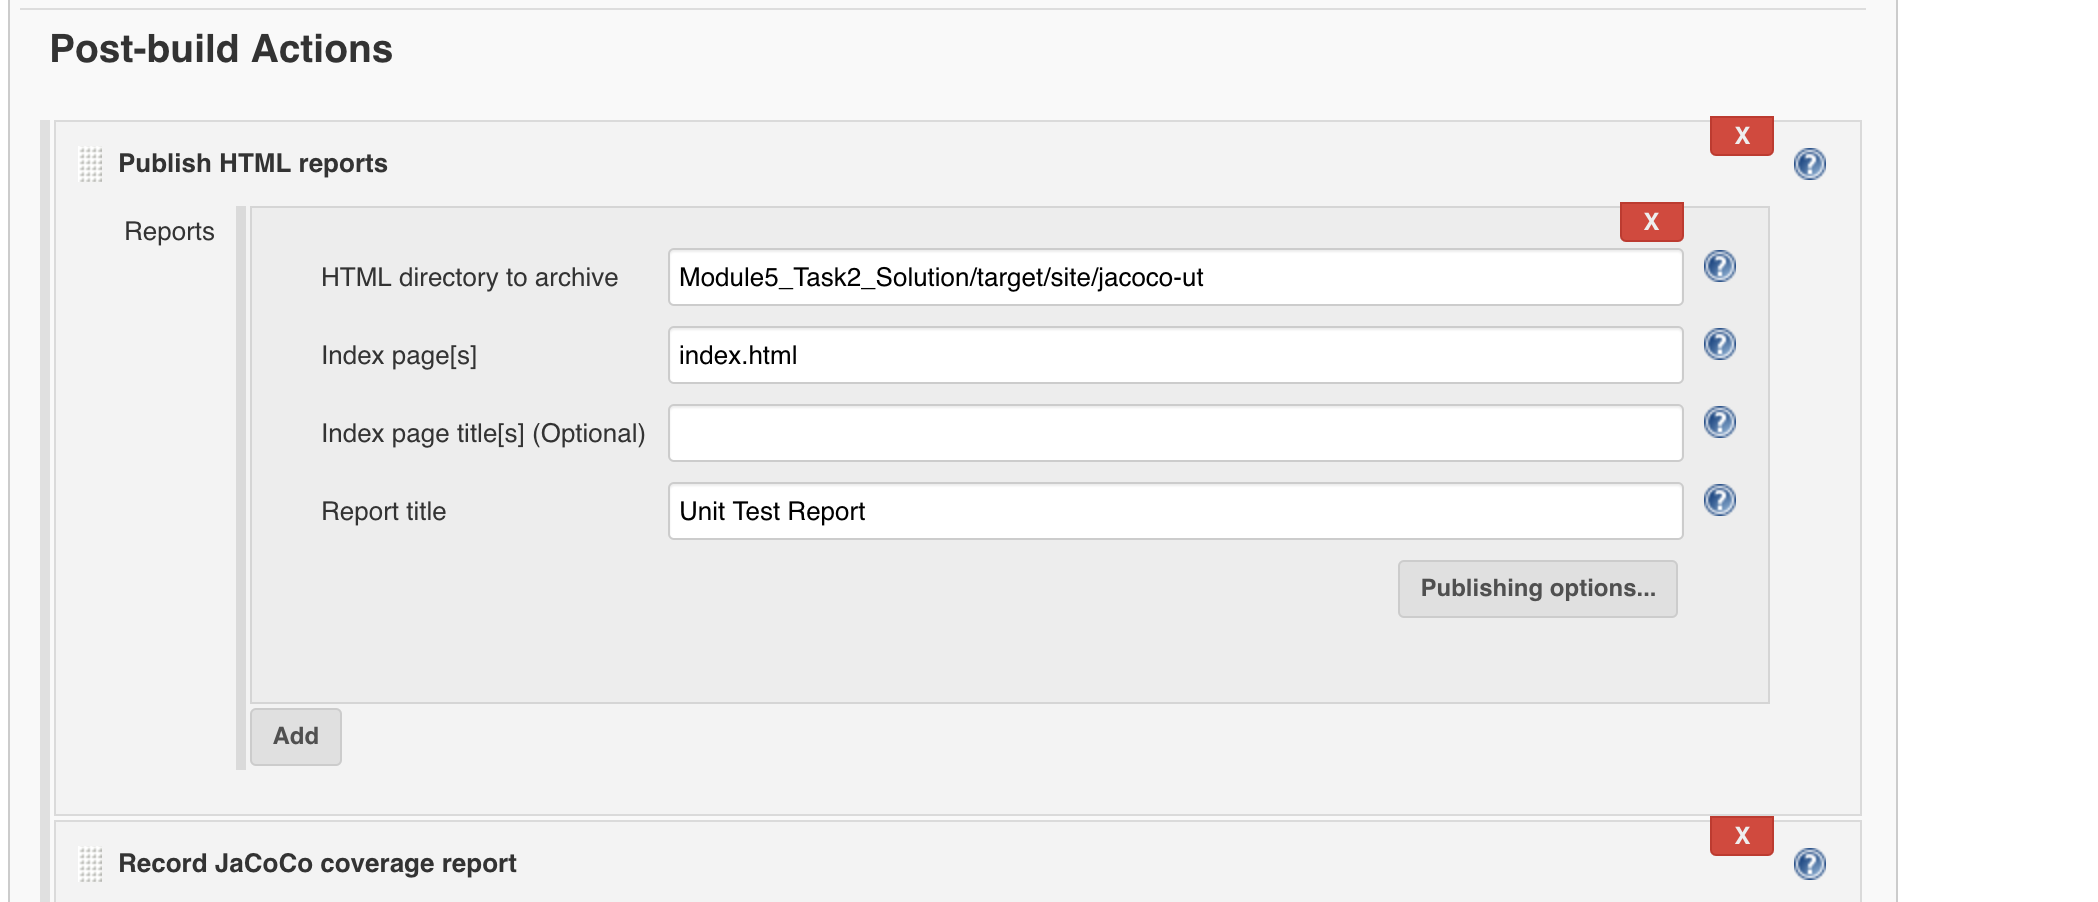 Post-build Actions
X
Publish HTML reports
?
Reports
X
HTML directory to archive Module5_Task2_Solution/target/site/jacoco-ut ?
Index page[s] index.html ?
Index page title[s] (Optional) ?
Report title Unit Test Report ?
Publishing options...
Add
X
Record JaCoCo coverage report ?